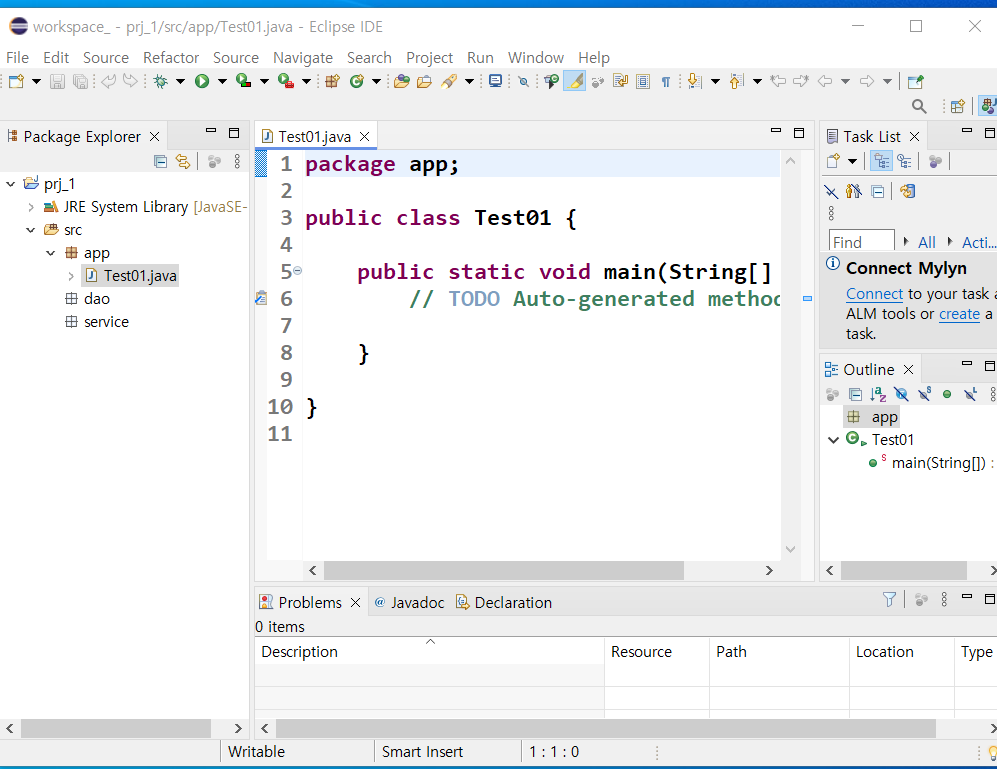 workspace_ - prj_1/src/app/Test01.java - Eclipse IDE
File Edit Source Refactor Source Navigate Search Project Run Window Help
Package Explorer
prj_1
JRE System Library [JavaSE-
src
app
Test01.java
dao
service
Test01.java
1 package app;
2
3 public class Test01 {
4
5 public static void main(String[]
6 // TODO Auto-generated method
7
8 }
9
10 }
11
Task List
Find All Acti...
Connect Mylyn
Connect to your task a
ALM tools or create a
task.
Outline
app
Test01
main(String[]) :
Problems @ Javadoc Declaration
0 items
Description Resource Path Location Type
Writable Smart Insert 1 : 1 : 0